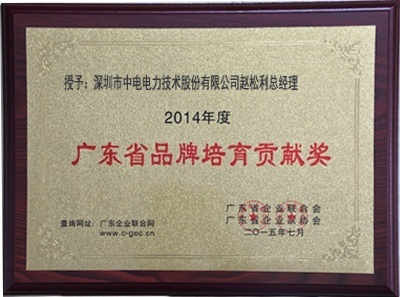 授予：深圳市中电电力技术股份有限公司赵松利总经理
2014年度
广东省品牌培育贡献奖
广东省企业联合会
广东省企业家协会
查询网址：广东企业联合网
www.c-gec.cn
二〇一五年七月